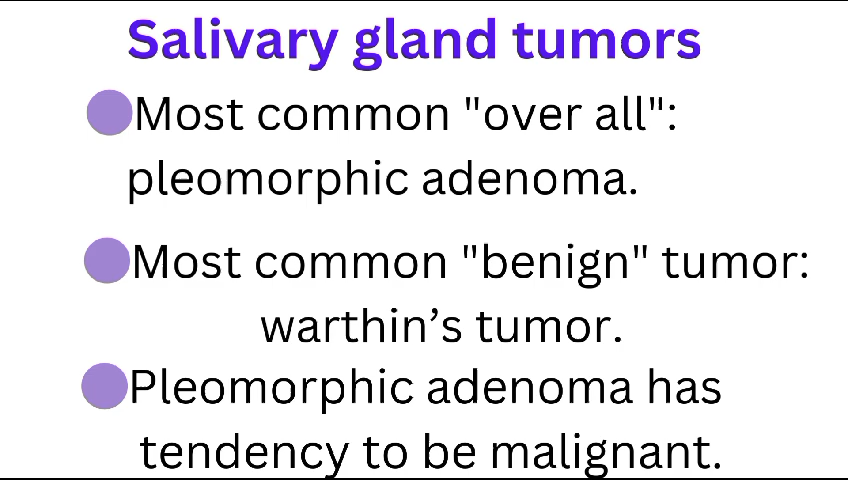 Salivary gland tumors
Most common "over all":
pleomorphic adenoma.
Most common "benign" tumor:
warthin’s tumor.
Pleomorphic adenoma has
tendency to be malignant.